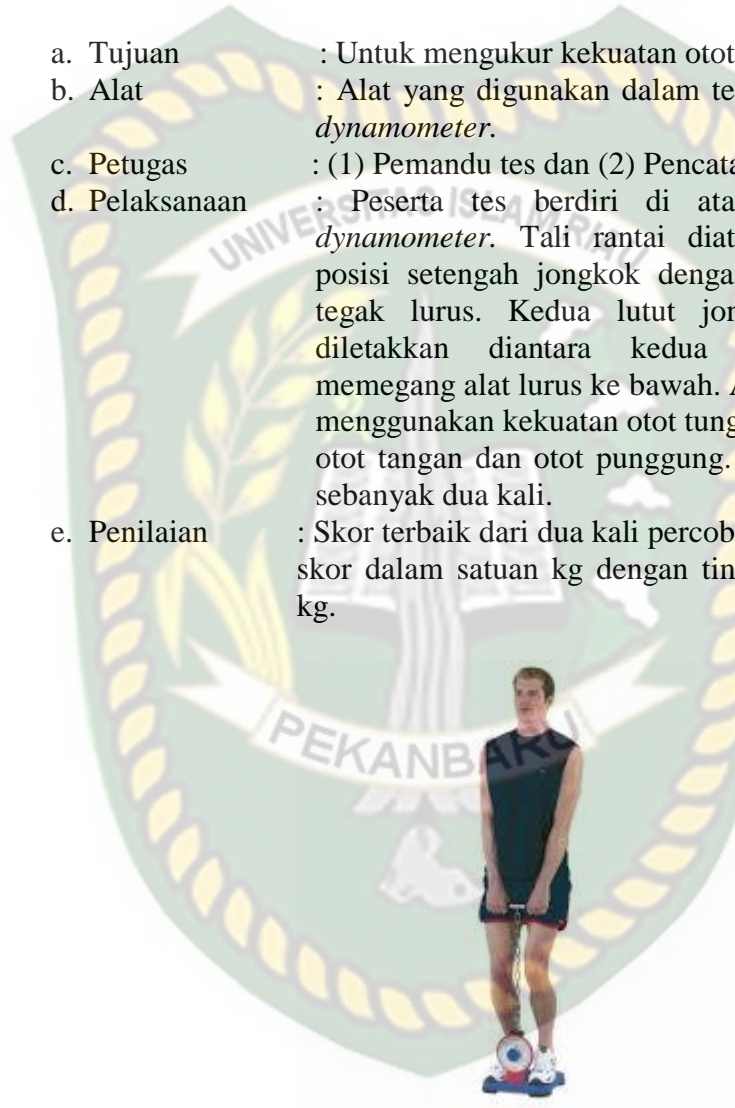 a. Tujuan : Untuk mengukur kekuatan otot
b. Alat : Alat yang digunakan dalam te
dynamometer.
c. Petugas : (1) Pemandu tes dan (2) Pencata
d. Pelaksanaan : Peserta tes berdiri di ata
dynamometer. Tali rantai diat
posisi setengah jongkok denga
tegak lurus. Kedua lutut jon
diletakkan diantara kedua
memegang alat lurus ke bawah. A
menggunakan kekuatan otot tung
otot tangan dan otot punggung.
sebanyak dua kali.
e. Penilaian : Skor terbaik dari dua kali percob
skor dalam satuan kg dengan tin
kg.
UNIVERSITAS ISLAM RIAU
PEKANBARU